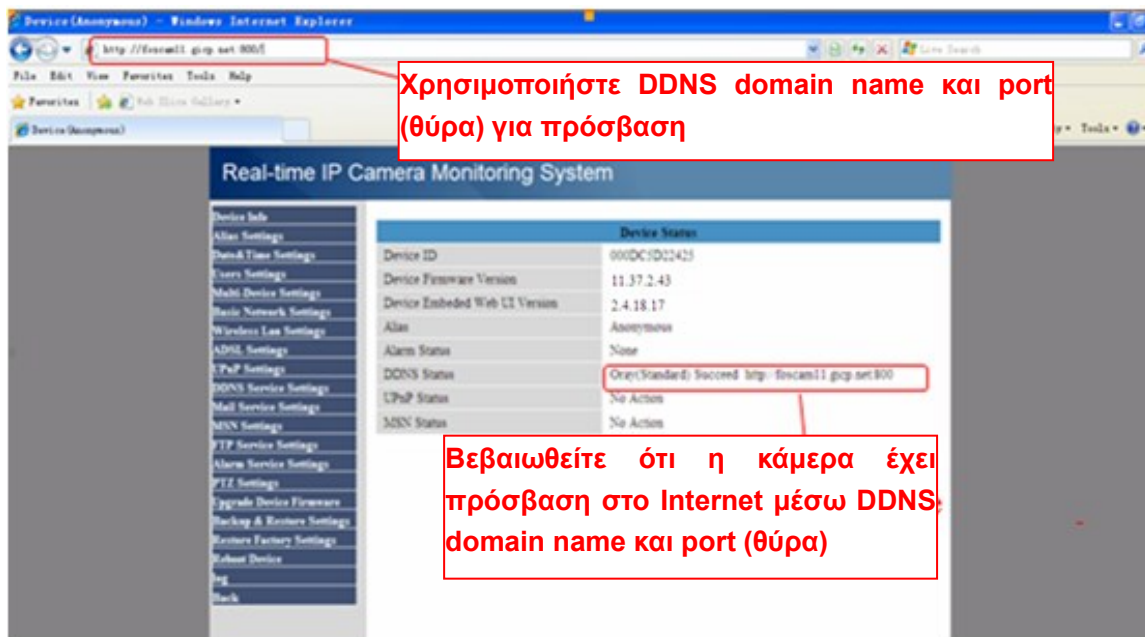 Device(Anonymous) - Windows Internet Explorer
http://foscam11.gicp.net:800/
Live Search
File Edit View Favorites Tools Help
Favorites Web Slice Gallery
Device(Anonymous)
Tools
Χρησιμοποιήστε DDNS domain name και port
(θύρα) για πρόσβαση
Real-time IP Camera Monitoring System
Device Info
Alias Settings
Date&Time Settings
Users Settings
Multi-Device Settings
Basic Network Settings
Wireless Lan Settings
ADSL Settings
UPnP Settings
DDNS Service Settings
Mail Service Settings
MSN Settings
FTP Service Settings
Alarm Service Settings
PTZ Settings
Upgrade Device Firmware
Backup & Restore Settings
Restore Factory Settings
Reboot Device
log
Back
Device Status
Device ID 000DC5D22425
Device Firmware Version 11.37.2.43
Device Embeded Web UI Version 2.4.18.17
Alias Anonymous
Alarm Status None
DDNS Status Oray(Standard) Succeed http://foscam11.gicp.net:800
UPnP Status No Action
MSN Status No Action
Βεβαιωθείτε ότι η κάμερα έχει
πρόσβαση στο Internet μέσω DDNS
domain name και port (θύρα)